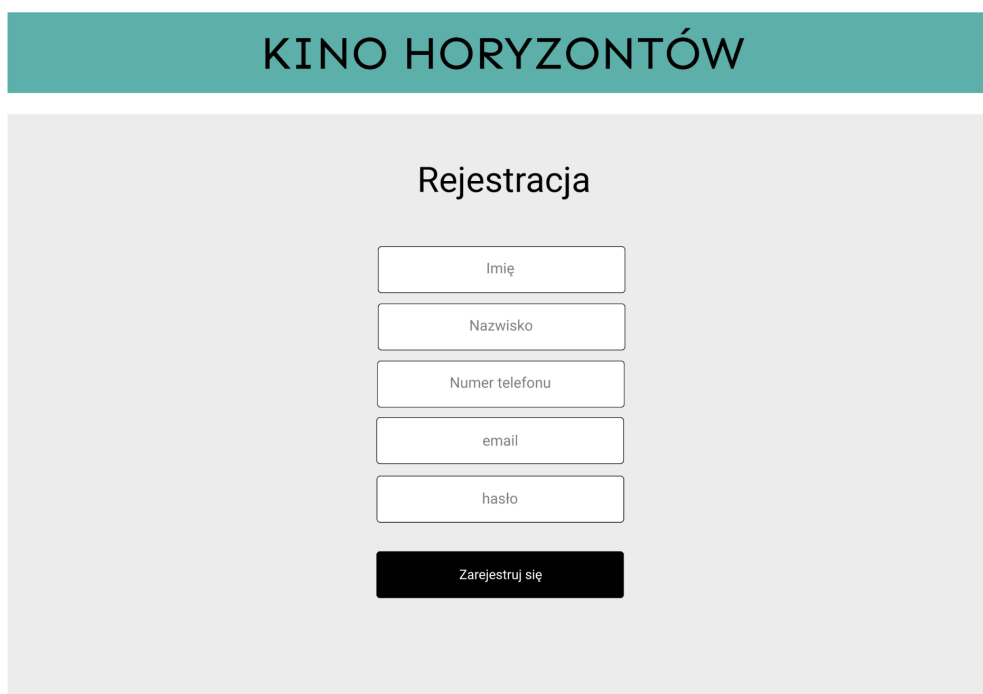 KINO HORYZONTÓW
Rejestracja
Imię
Nazwisko
Numer telefonu
email
hasło
Zarejestruj się